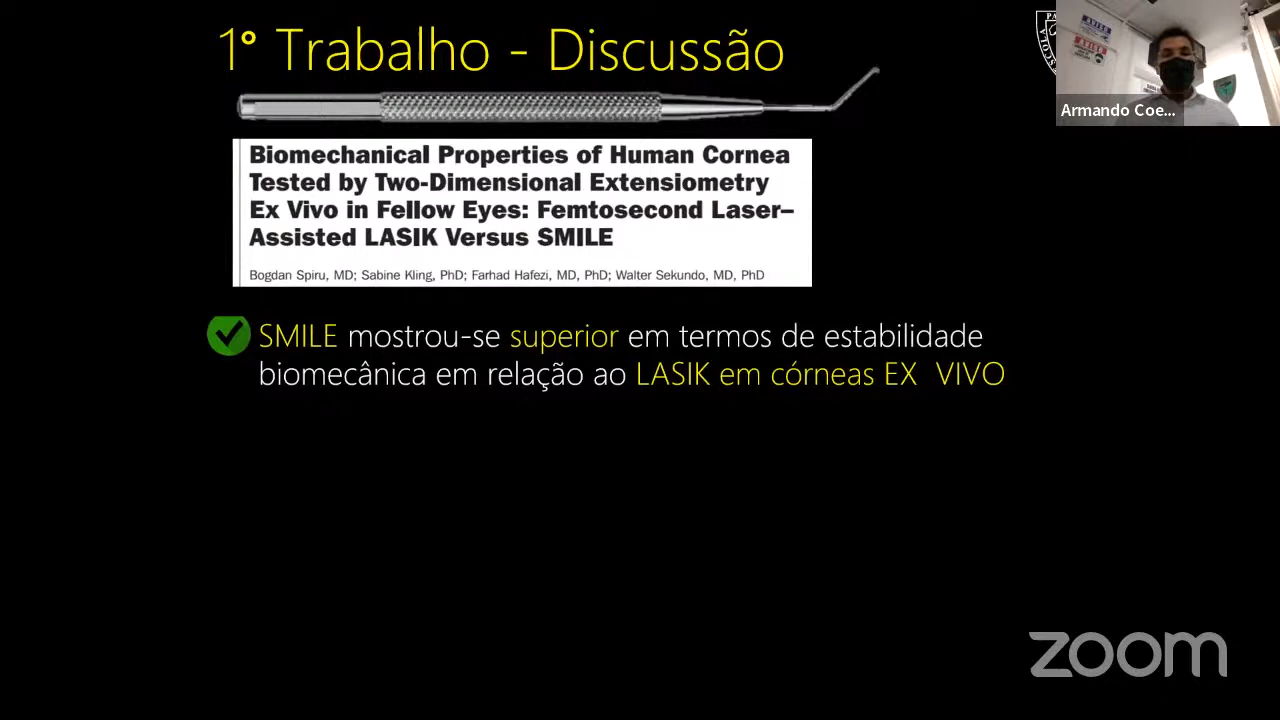 1° Trabalho - Discussão
Biomechanical Properties of Human Cornea
Tested by Two-Dimensional Extensiometry
Ex Vivo in Fellow Eyes: Femtosecond Laser–
Assisted LASIK Versus SMILE
Bogdan Spiru, MD; Sabine Kling, PhD; Farhad Hafezi, MD, PhD; Walter Sekundo, MD, PhD
SMILE mostrou-se superior em termos de estabilidade
biomecânica em relação ao LASIK em córneas EX VIVO
AVISO
AVISO
Armando Coe...
zoom